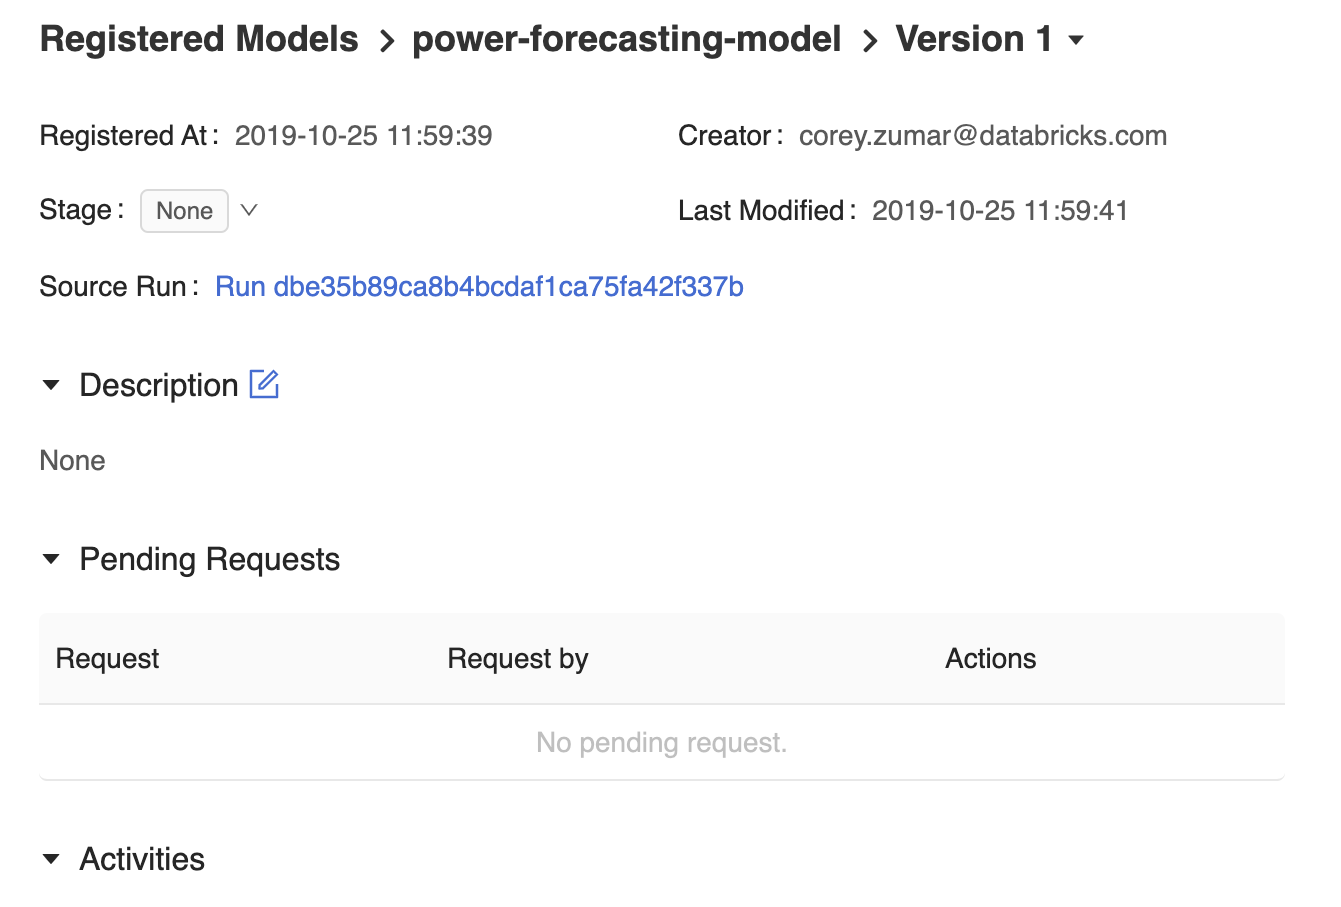 Registered Models > power-forecasting-model > Version 1
Registered At: 2019-10-25 11:59:39
Creator: corey.zumar@databricks.com
Stage: None
Last Modified: 2019-10-25 11:59:41
Source Run: Run dbe35b89ca8b4bcdaf1ca75fa42f337b
Description
None
Pending Requests
Request Request by Actions
No pending request.
Activities